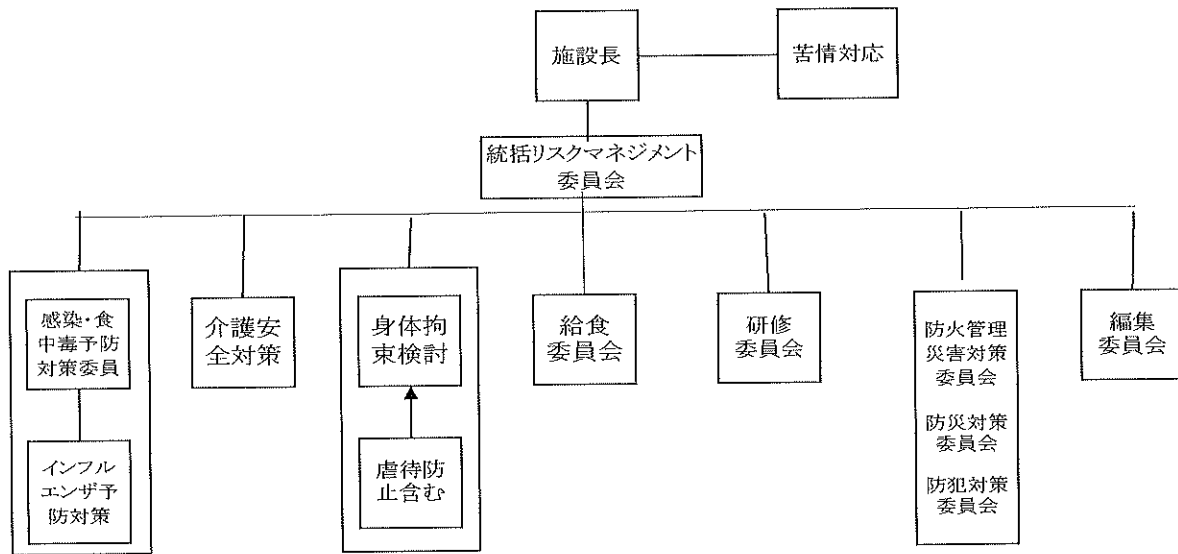 施設長
苦情対応
統括リスクマネジメント
委員会
感染・食
中毒予防
対策委員
インフル
エンザ予
防対策
介護安
全対策
身体拘
束検討
虐待防
止含む
給食
委員会
研修
委員会
防火管理
災害対策
委員会
防災対策
委員会
防犯対策
委員会
編集
委員会